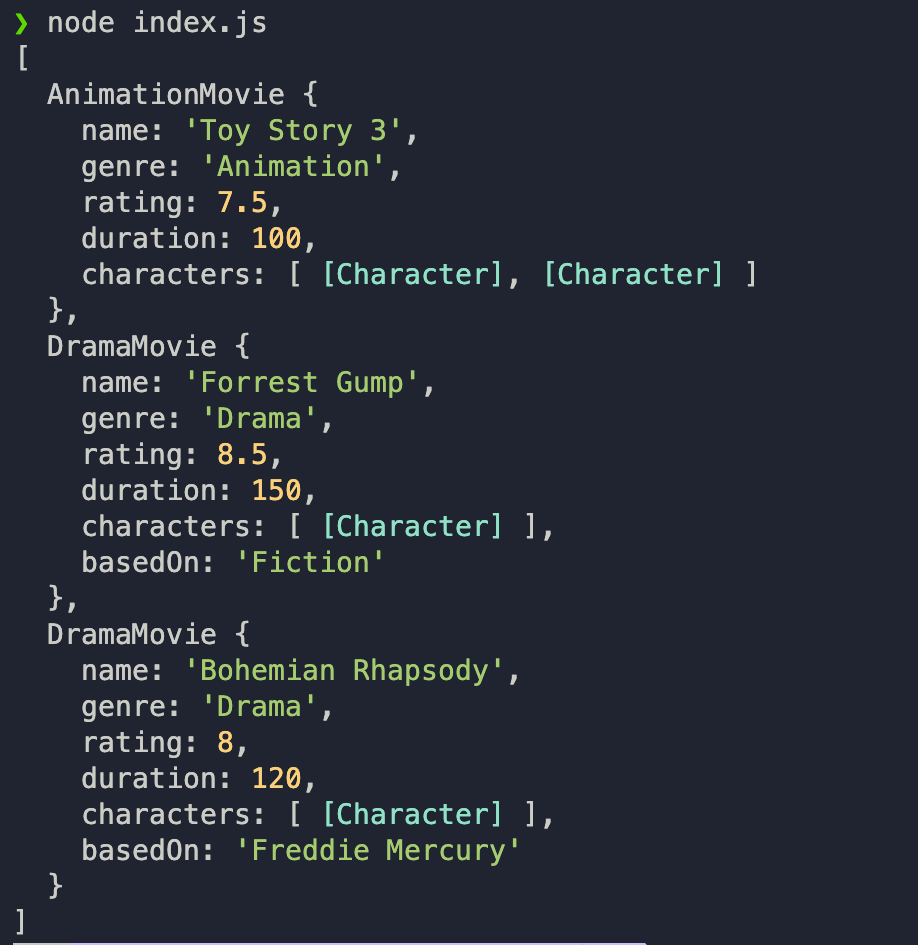 ❯ node index.js
[
  AnimationMovie {
    name: 'Toy Story 3',
    genre: 'Animation',
    rating: 7.5,
    duration: 100,
    characters: [ [Character], [Character] ]
  },
  DramaMovie {
    name: 'Forrest Gump',
    genre: 'Drama',
    rating: 8.5,
    duration: 150,
    characters: [ [Character] ],
    basedOn: 'Fiction'
  },
  DramaMovie {
    name: 'Bohemian Rhapsody',
    genre: 'Drama',
    rating: 8,
    duration: 120,
    characters: [ [Character] ],
    basedOn: 'Freddie Mercury'
  }
]